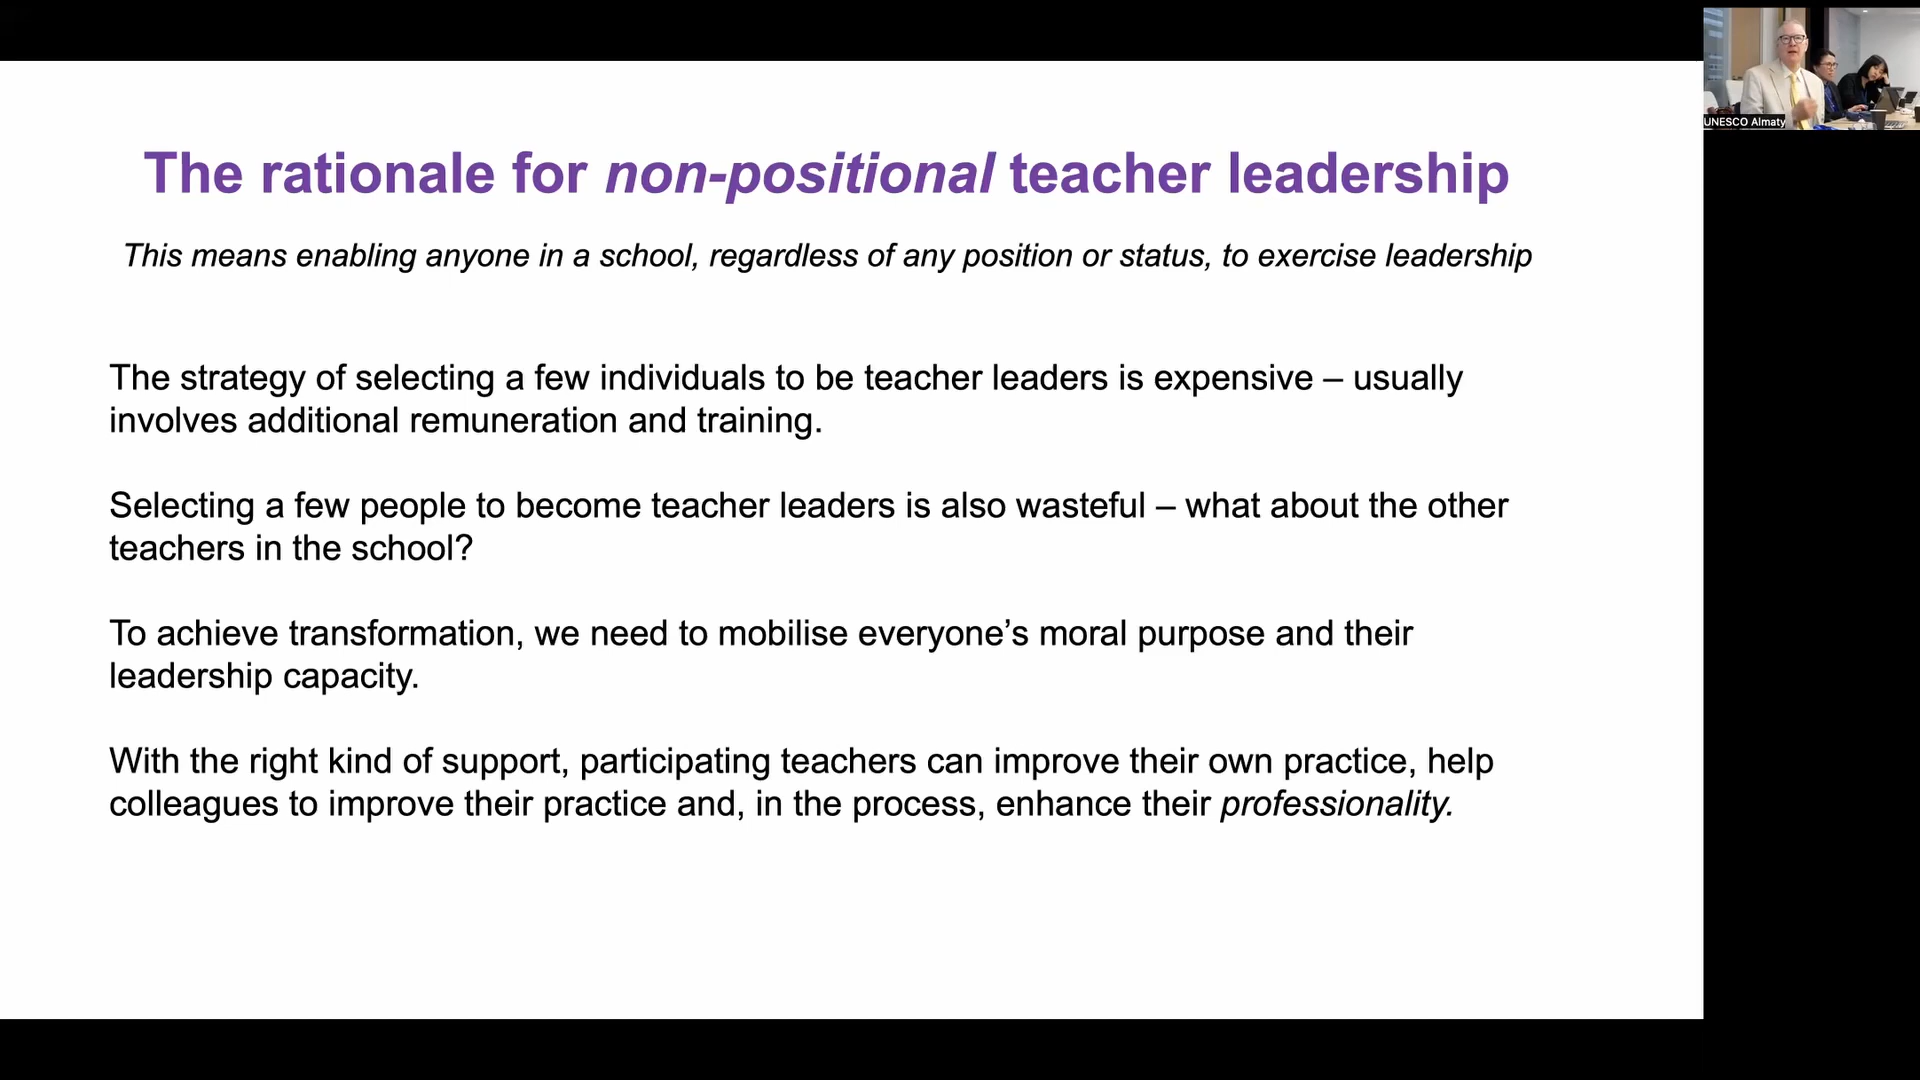 UNESCO Almaty
The rationale for non-positional teacher leadership
This means enabling anyone in a school, regardless of any position or status, to exercise leadership
The strategy of selecting a few individuals to be teacher leaders is expensive – usually
involves additional remuneration and training.
Selecting a few people to become teacher leaders is also wasteful – what about the other
teachers in the school?
To achieve transformation, we need to mobilise everyone’s moral purpose and their
leadership capacity.
With the right kind of support, participating teachers can improve their own practice, help
colleagues to improve their practice and, in the process, enhance their professionality.